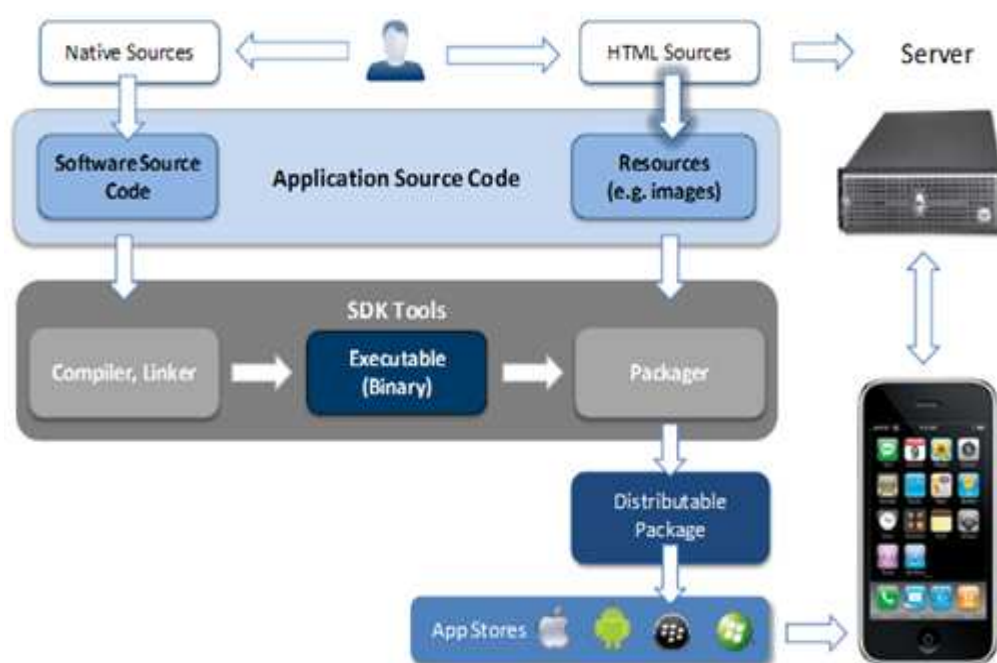 Native Sources
HTML Sources
Server
Software Source
Code
Application Source Code
Resources
(e.g. images)
SDK Tools
Compiler, Linker
Executable
(Binary)
Packager
Distributable
Package
App Stores